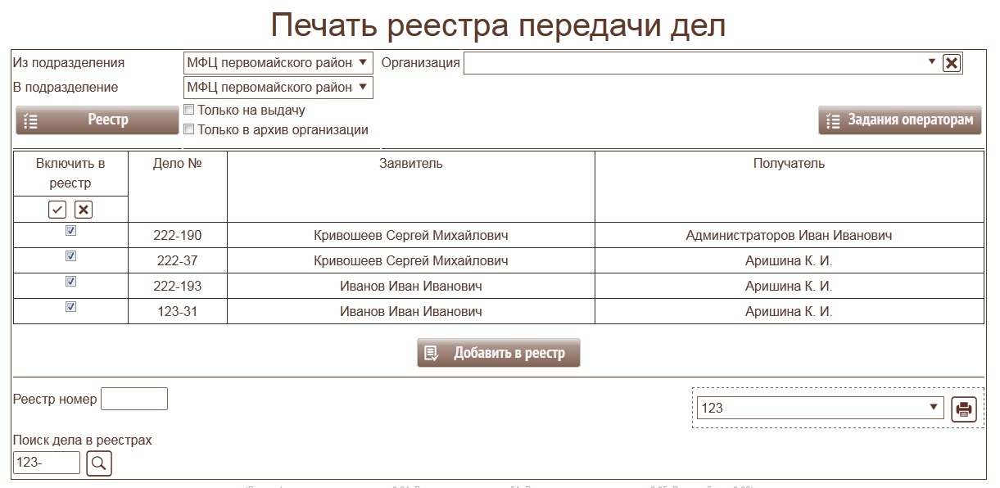 Печать реестра передачи дел
Из подразделения МФЦ первомайского район Организация
В подразделение МФЦ первомайского район
Реестр Только на выдачу Задания операторам
Только в архив организации
Включить в реестр Дело № Заявитель Получатель
222-190 Кривошеев Сергей Михайлович Администраторов Иван Иванович
222-37 Кривошеев Сергей Михайлович Аришина К. И.
222-193 Иванов Иван Иванович Аришина К. И.
123-31 Иванов Иван Иванович Аришина К. И.
Добавить в реестр
Реестр номер
123
Поиск дела в реестрах
123-